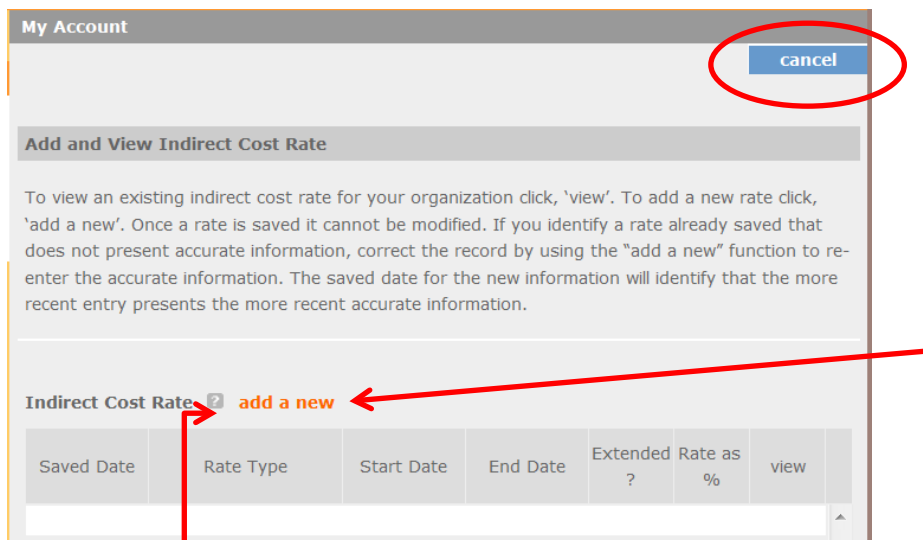 My Account
cancel
Add and View Indirect Cost Rate
To view an existing indirect cost rate for your organization click, ‘view’. To add a new rate click,
‘add a new’. Once a rate is saved it cannot be modified. If you identify a rate already saved that
does not present accurate information, correct the record by using the “add a new” function to re-
enter the accurate information. The saved date for the new information will identify that the more
recent entry presents the more recent accurate information.
Indirect Cost Rate ? add a new
Saved Date Rate Type Start Date End Date Extended ? Rate as % view